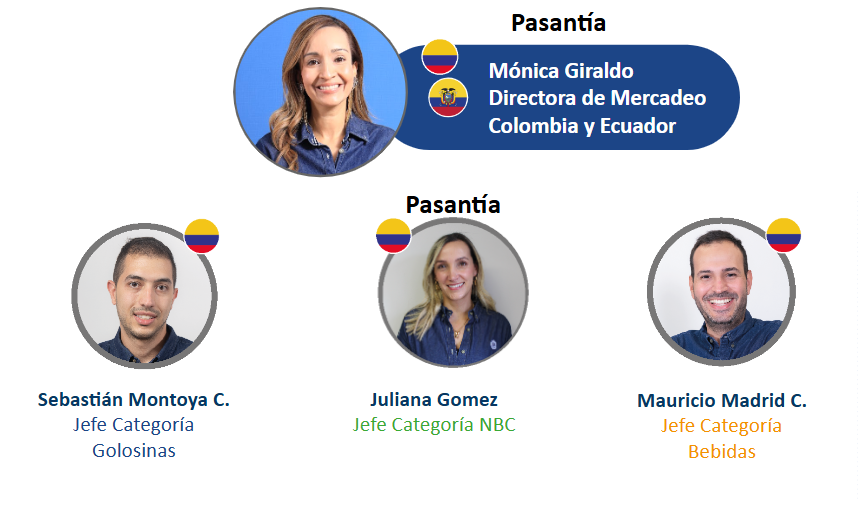 Pasantía
Mónica Giraldo
Directora de Mercadeo
Colombia y Ecuador
Pasantía
Sebastián Montoya C.
Jefe Categoría
Golosinas
Juliana Gomez
Jefe Categoría NBC
Mauricio Madrid C.
Jefe Categoría
Bebidas